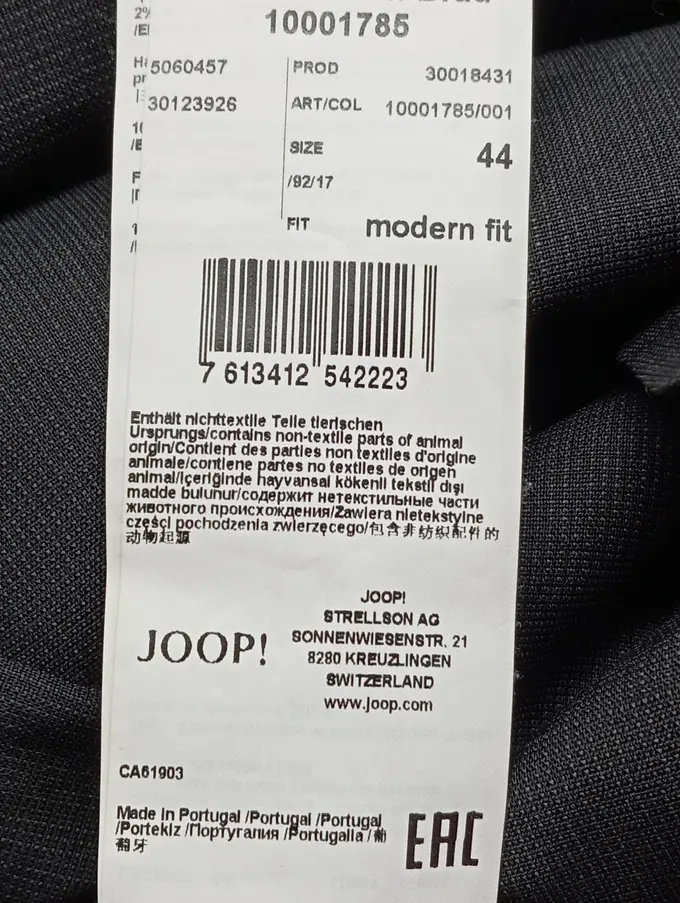 2%
/E
10001785
5060457
PROD
30018431
30123926
ART/COL
10001785/001
SIZE
44
/92/17
FIT
modern fit
7 613412 542223
Enthält nichttextile Teile tierischen
Ursprungs/contains non-textile parts of animal
origin/Contient des parties non textiles d'origine
animale/contiene partes no textiles de origen
animal/İçeriğinde hayvansal kökenli tekstil dışı
madde bulunur/содержит нетекстильные части
животного происхождения/Zawiera nietekstylne
części pochodzenia zwierzęcego/包含非纺织配件的
动物起源
JOOP!
JOOP!
STRELLSON AG
SONNENWIESENSTR. 21
8280 KREUZLINGEN
SWITZERLAND
www.joop.com
CA61903
Made in Portugal /Portugal /Portugal
/Portekiz /Португалия /Portugalia /葡
萄牙
EAC